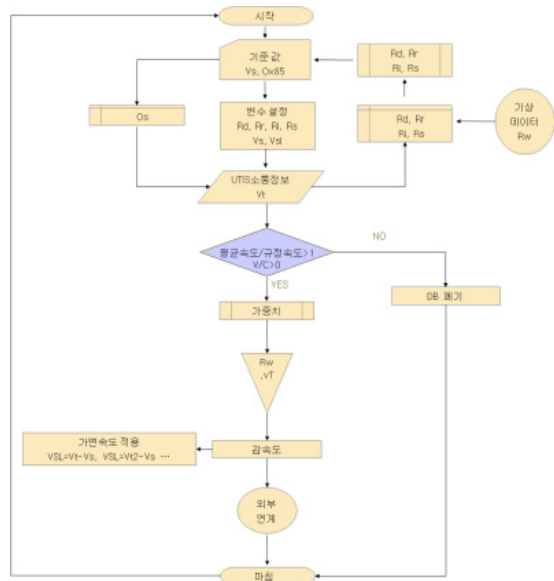 시작
기준 값
Vs, Ox85
Rd, Rr
Ri, Rs
Os
변수 설정
Rd, Rr, Ri, Rs
Vs, Vsl
Rd, Rr
Ri, Rs
기상
데이터
Rw
UTIS소통정보
Vt
평균속도/규정속도>1
V/C>0
NO
YES
DB 폐기
가중치
Rw
,vT
가변속도 적용
VSL=Vt-Vs, VSL=Vt2-Vs ⋯
감속도
외부
연계
마침